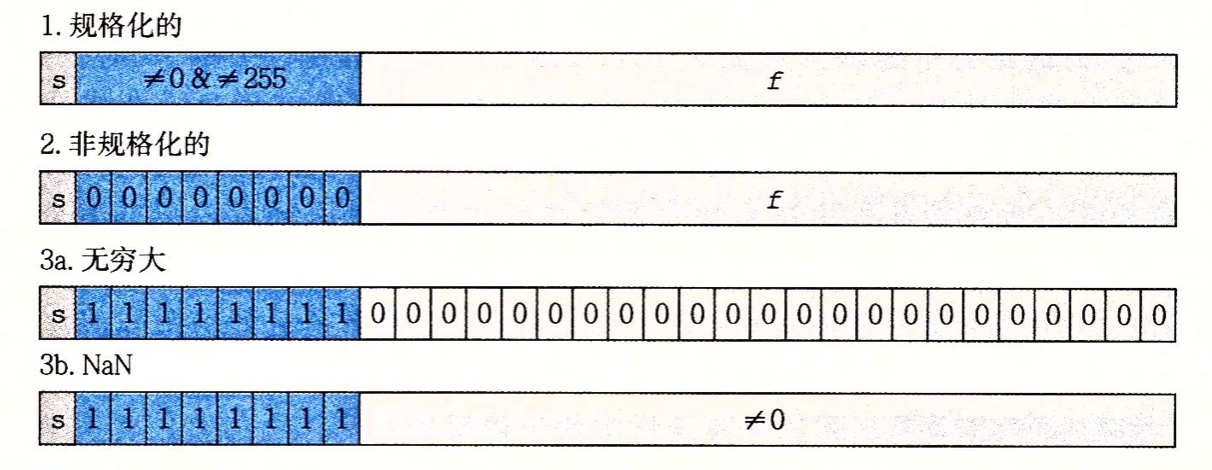 1. 规格化的
s ≠0 & ≠255 f
2. 非规格化的
s 0 0 0 0 0 0 0 0 f
3a. 无穷大
s 1 1 1 1 1 1 1 1 0 0 0 0 0 0 0 0 0 0 0 0 0 0 0 0 0 0 0 0 0 0 0
3b. NaN
s 1 1 1 1 1 1 1 1 ≠0